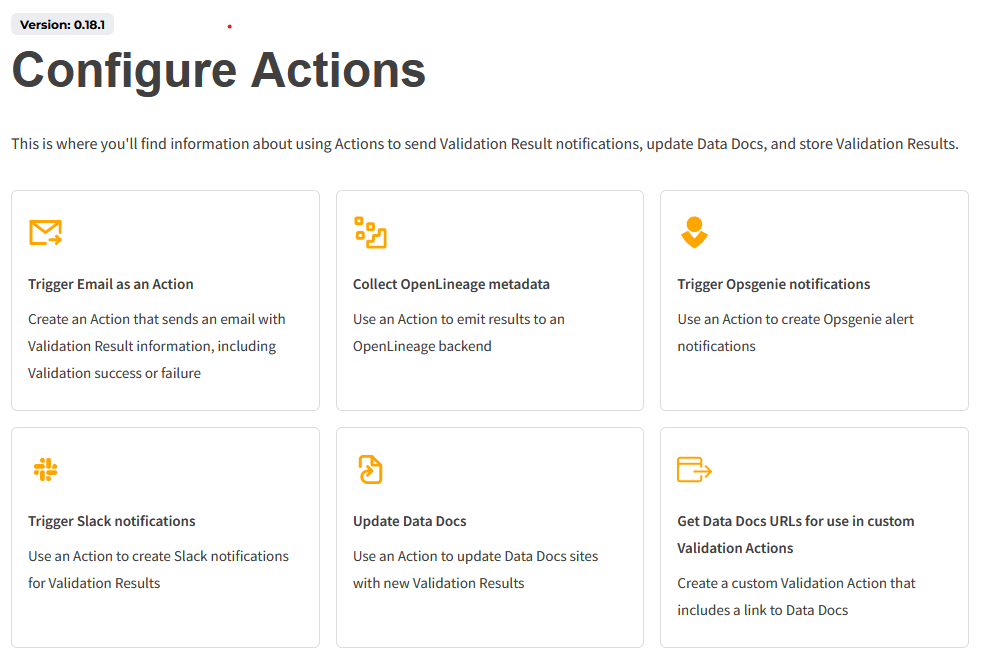 Version: 0.18.1
Configure Actions
This is where you'll find information about using Actions to send Validation Result notifications, update Data Docs, and store Validation Results.
Trigger Email as an Action
Create an Action that sends an email with
Validation Result information, including
Validation success or failure
Collect OpenLineage metadata
Use an Action to emit results to an
OpenLineage backend
Trigger Opsgenie notifications
Use an Action to create Opsgenie alert
notifications
Trigger Slack notifications
Use an Action to create Slack notifications
for Validation Results
Update Data Docs
Use an Action to update Data Docs sites
with new Validation Results
Get Data Docs URLs for use in custom
Validation Actions
Create a custom Validation Action that
includes a link to Data Docs